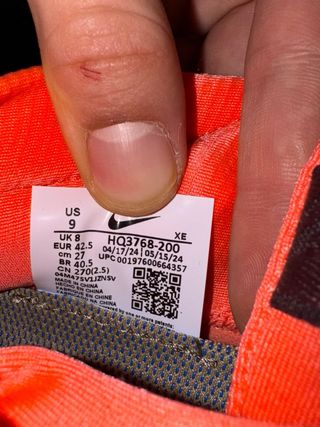 US
9
XE
UK 8
HQ3768-200
EUR 42.5
04/17/24 05/15/24
cm 27
UPC 00197600664357
BR 40.5
CN 270(2.5)
04M47SV1JZNSV
MADE IN CHINA